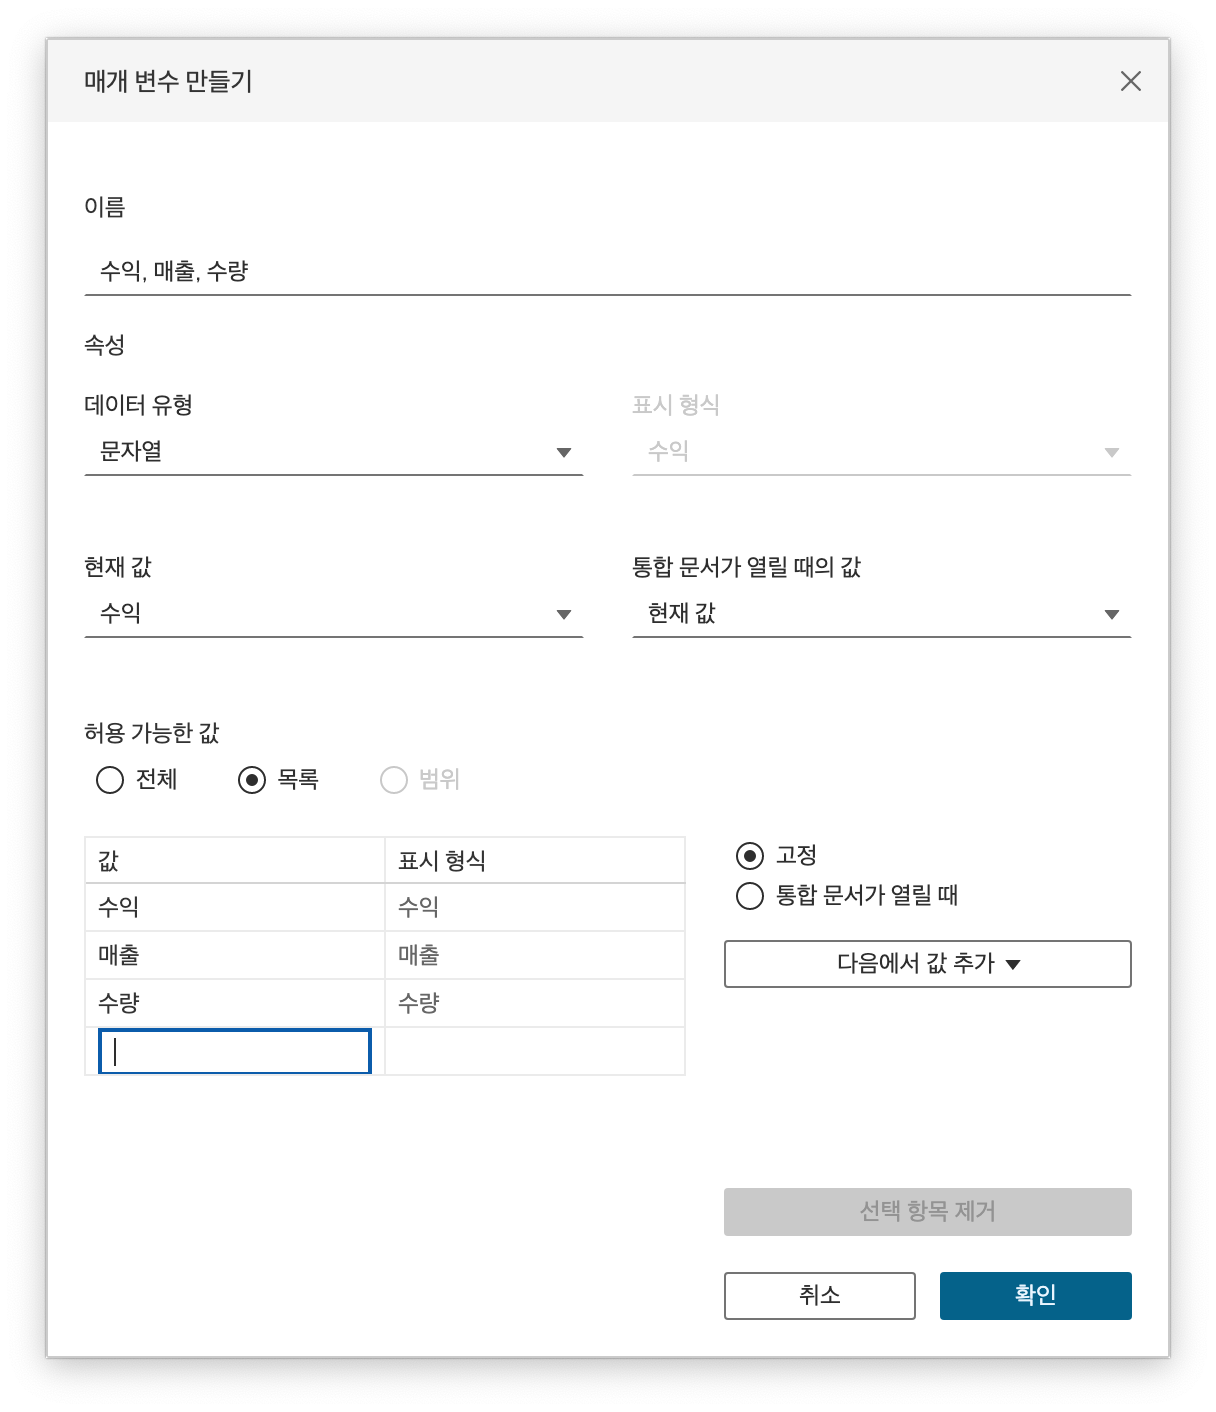 매개 변수 만들기
이름
수익, 매출, 수량
속성
데이터 유형
표시 형식
문자열
수익
현재 값
통합 문서가 열릴 때의 값
수익
현재 값
허용 가능한 값
전체
목록
범위
값
표시 형식
수익
수익
매출
매출
수량
수량
고정
통합 문서가 열릴 때
다음에서 값 추가
선택 항목 제거
취소
확인